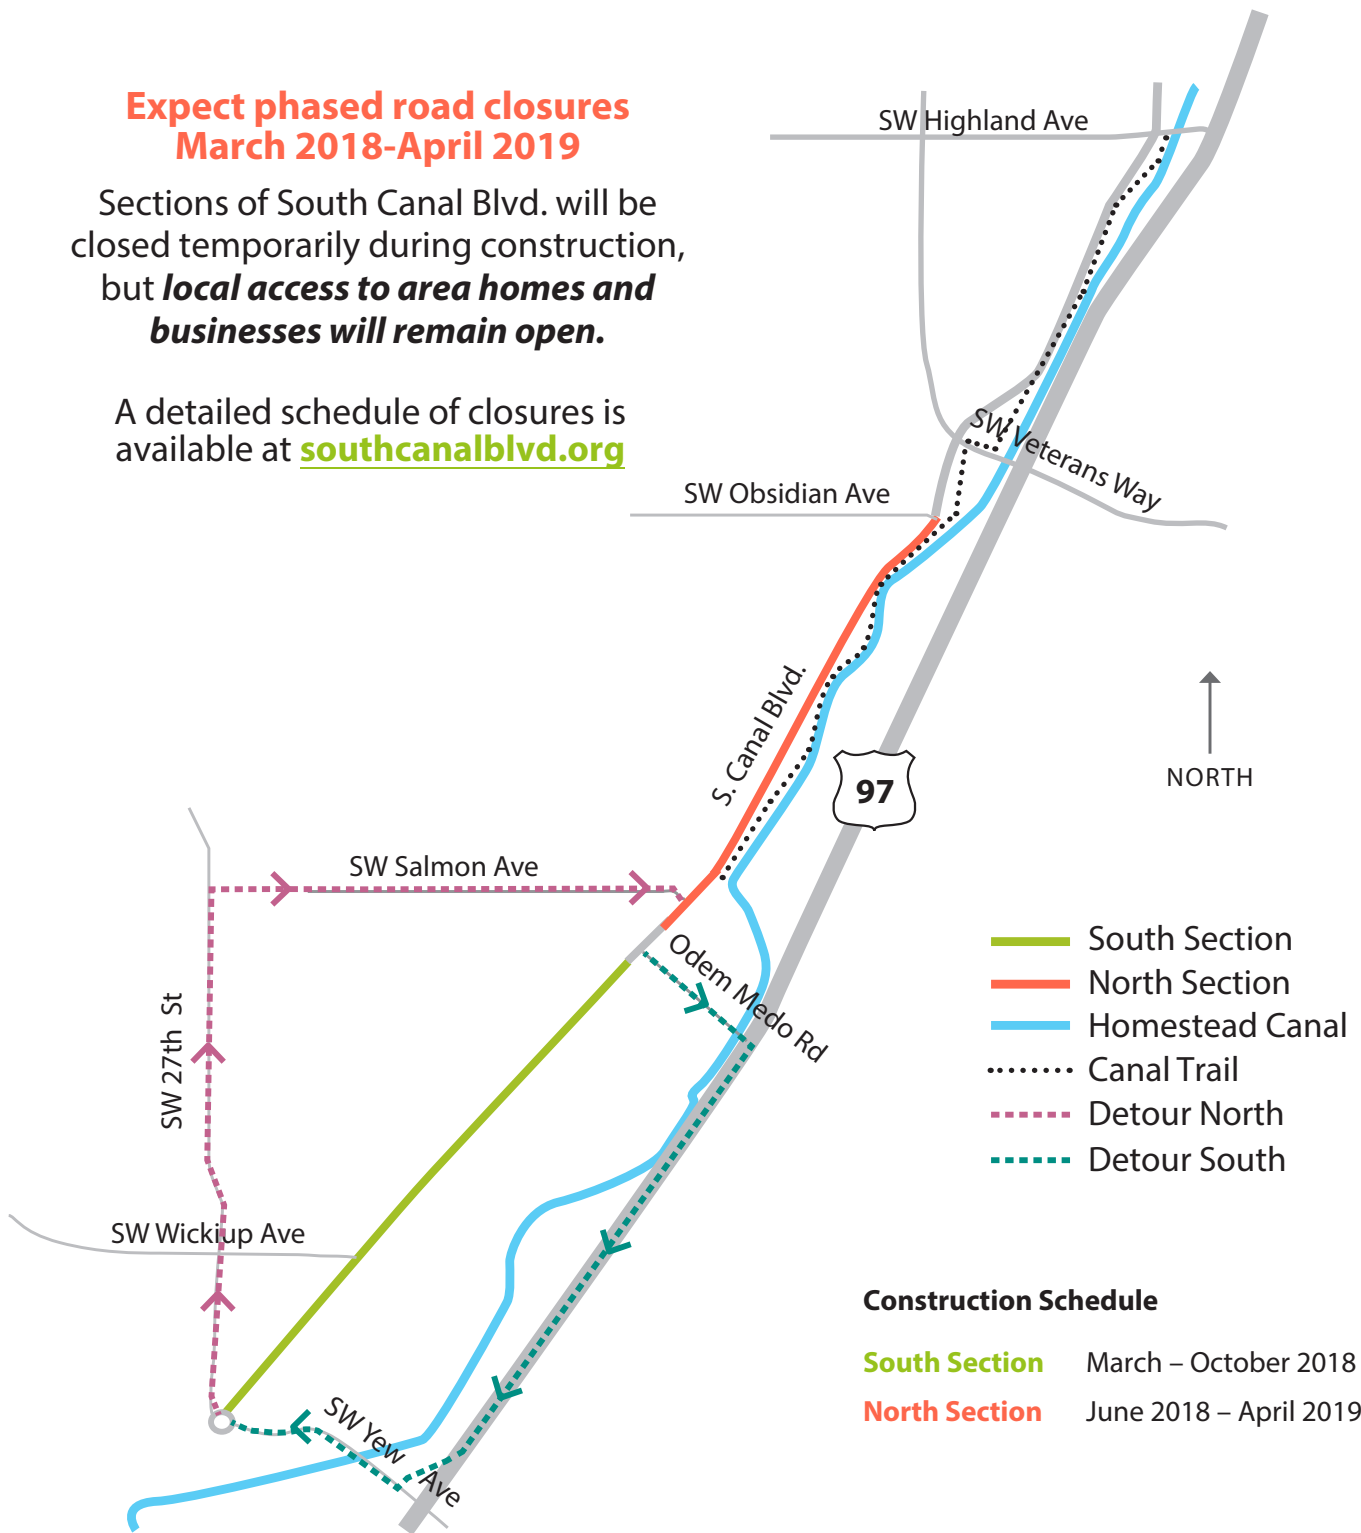 Expect phased road closures
March 2018-April 2019
Sections of South Canal Blvd. will be
closed temporarily during construction,
but local access to area homes and
businesses will remain open.
A detailed schedule of closures is
available at southcanalblvd.org
SW Highland Ave
SW Veterans Way
SW Obsidian Ave
S. Canal Blvd.
97
NORTH
SW Salmon Ave
Odem Medo Rd
SW 27th St
SW Wickiup Ave
SW Yew Ave
South Section
North Section
Homestead Canal
Canal Trail
Detour North
Detour South
Construction Schedule
South Section March – October 2018
North Section June 2018 – April 2019